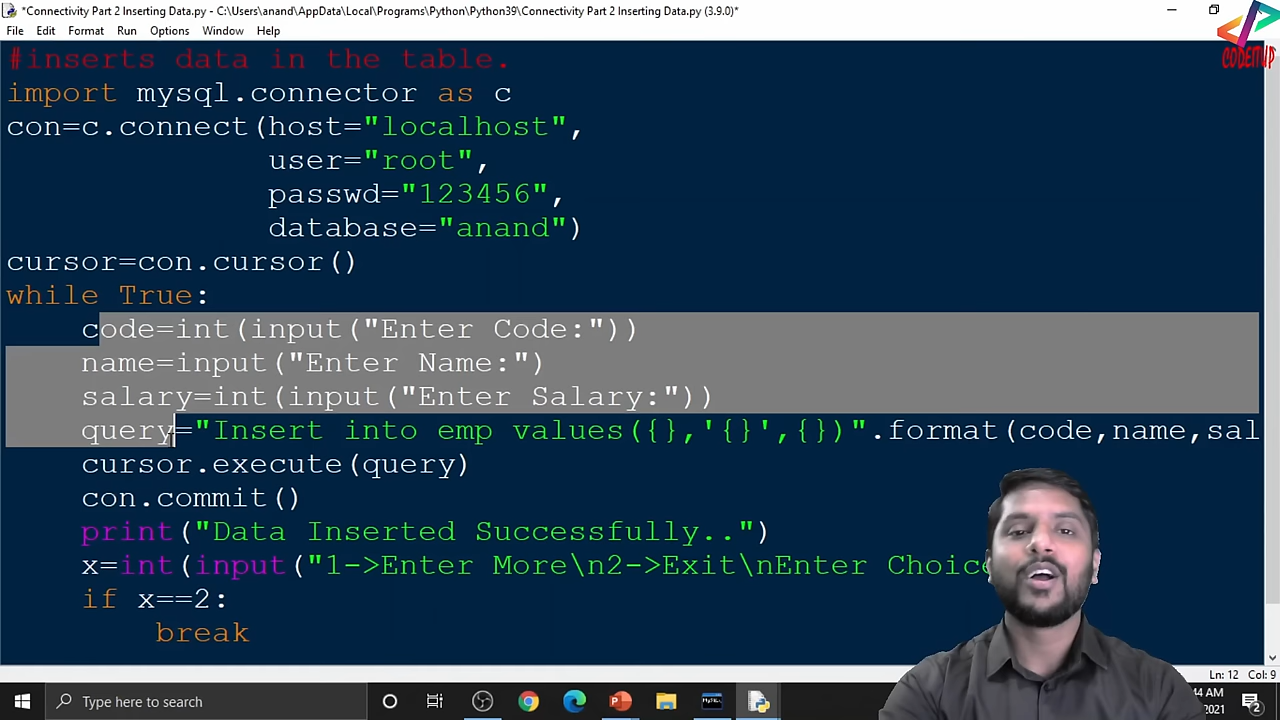 *Connectivity Part 2 Inserting Data.py - C:\Users\anand\AppData\Local\Programs\Python\Python39\Connectivity Part 2 Inserting Data.py (3.9.0)*
File Edit Format Run Options Window Help
CODEITUP
#inserts data in the table.
import mysql.connector as c
con=c.connect(host="localhost",
user="root",
passwd="123456",
database="anand")
cursor=con.cursor()
while True:
code=int(input("Enter Code:"))
name=input("Enter Name:")
salary=int(input("Enter Salary:"))
query="Insert into emp values({},'{}',{})".format(code,name,sal
cursor.execute(query)
con.commit()
print("Data Inserted Successfully..")
x=int(input("1->Enter More\n2->Exit\nEnter Choice
if x==2:
break
Ln: 12 Col: 9
Type here to search
44 AM
2021
2